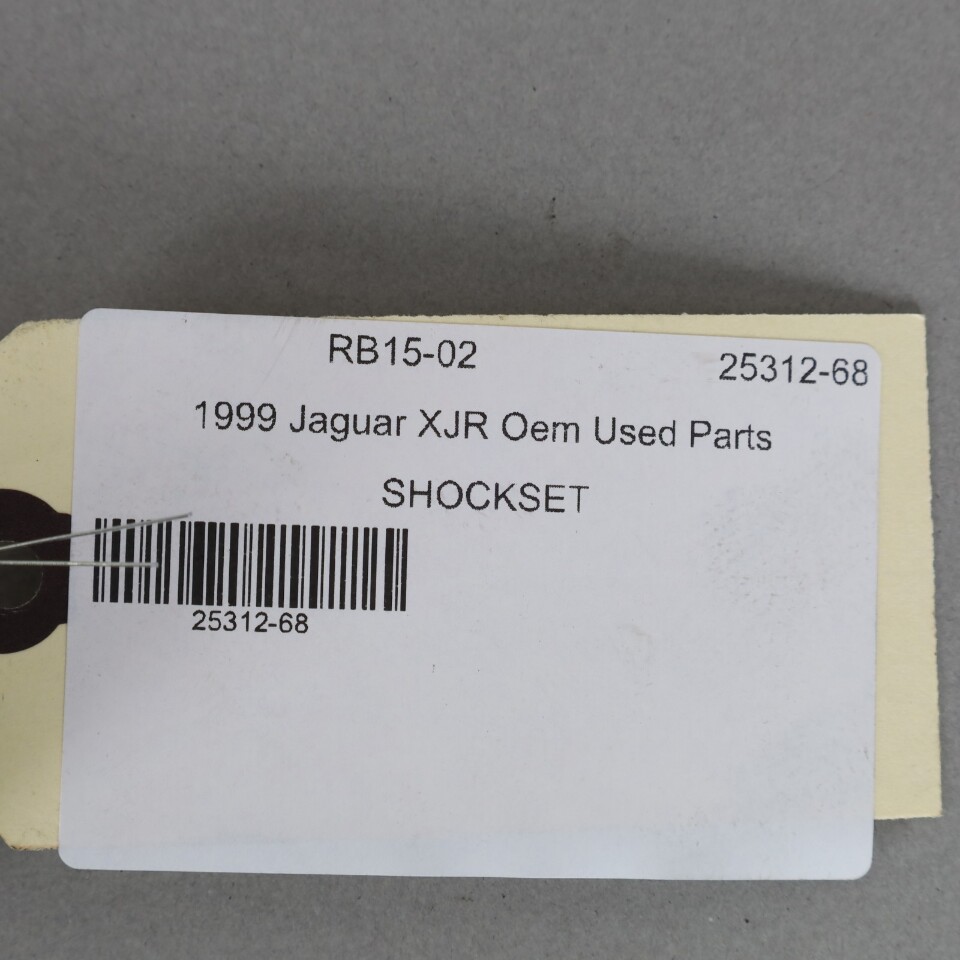 RB15-02 25312-68
1999 Jaguar XJR Oem Used Parts
SHOCKSET
25312-68